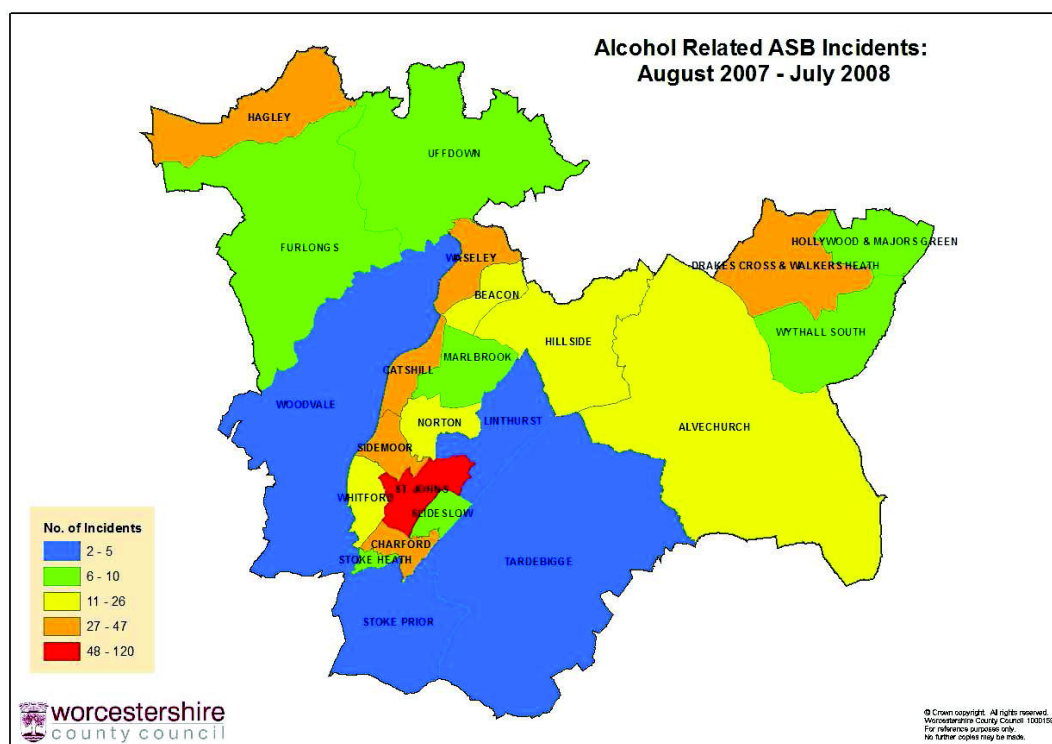 Alcohol Related ASB Incidents:
August 2007 - July 2008
HAGLEY
UFFDOWN
FURLONGS
WASELEY
HOLLYWOOD & MAJORS GREEN
DRAKES CROSS & WALKERS HEATH
BEACON
WYTHALL SOUTH
HILLSIDE
MARLBROOK
CATSHILL
WOODVALE
NORTON
LINTHURST
ALVECHURCH
SIDEMOOR
ST. JOHNS
WHITFORD
SLIDESLOW
CHARFORD
STOKE HEATH
TARDEBIGGE
STOKE PRIOR
No. of Incidents
2 - 5
6 - 10
11 - 26
27 - 47
48 - 120
worcestershire
county council
© Crown copyright. All rights reserved.
Worcestershire County Council
For reference purposes only.
No further copies may be made.